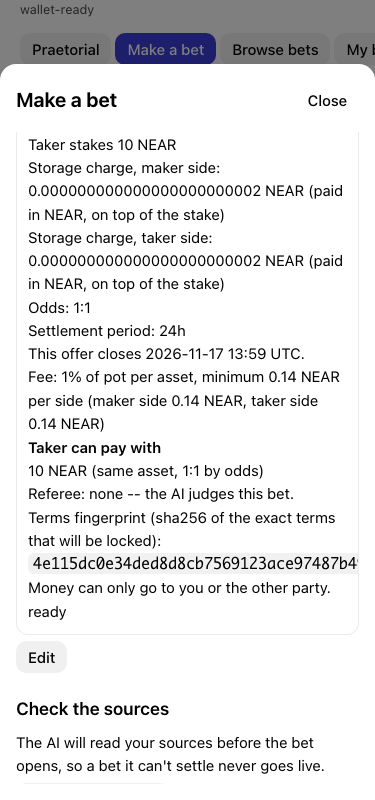 wallet-ready
Praetorial Make a bet Browse bets My b
Make a bet
Close
Taker stakes 10 NEAR
Storage charge, maker side:
0.000000000000000000000002 NEAR (paid
in NEAR, on top of the stake)
Storage charge, taker side:
0.000000000000000000000002 NEAR (paid
in NEAR, on top of the stake)
Odds: 1:1
Settlement period: 24h
This offer closes 2026-11-17 13:59 UTC.
Fee: 1% of pot per asset, minimum 0.14 NEAR
per side (maker side 0.14 NEAR, taker side
0.14 NEAR)
Taker can pay with
10 NEAR (same asset, 1:1 by odds)
Referee: none -- the AI judges this bet.
Terms fingerprint (sha256 of the exact terms
that will be locked):
4e115dc0e34ded8d8cb7569123ace97487b4
Money can only go to you or the other party.
ready
Edit
Check the sources
The AI will read your sources before the bet
opens, so a bet it can't settle never goes live.